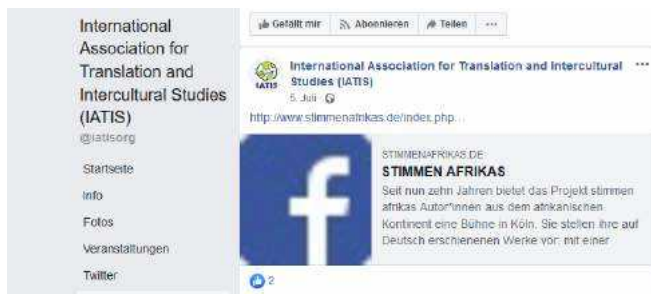 International
Association for
Translation and
Intercultural Studies
(IATIS)
@iatisorg
Startseite
Info
Fotos
Veranstaltungen
Twitter
Gefällt mir Abonnieren Teilen ...
International Association for Translation and Intercultural ...
Studies (IATIS)
IATIS
5. Juli
http://www.stimmenafrikas.de/index.php...
f
STIMMENAFRIKAS.DE
STIMMEN AFRIKAS
Seit nun zehn Jahren bietet das Projekt stimmen
afrikas Autor*innen aus dem afrikanischen
Kontinent eine Bühne in Köln. Sie stellen ihre auf
Deutsch erschienenen Werke vor: mit einer
2